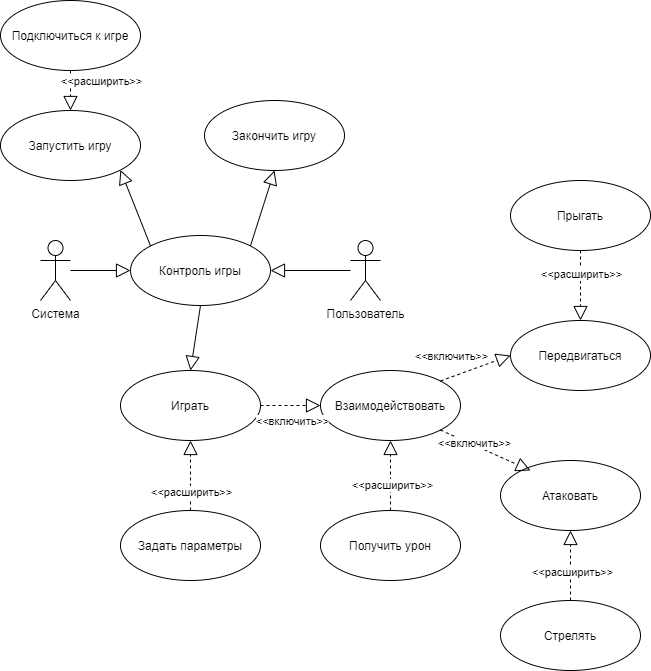 Подключиться к игре
<<расширить>>
Запустить игру
Закончить игру
Прыгать
<<расширить>>
Контроль игры
Система
Пользователь
Передвигаться
<<включить>>
Играть
<<включить>>
Взаимодействовать
<<включить>>
Атаковать
<<расширить>>
<<расширить>>
Задать параметры
Получить урон
<<расширить>>
Стрелять